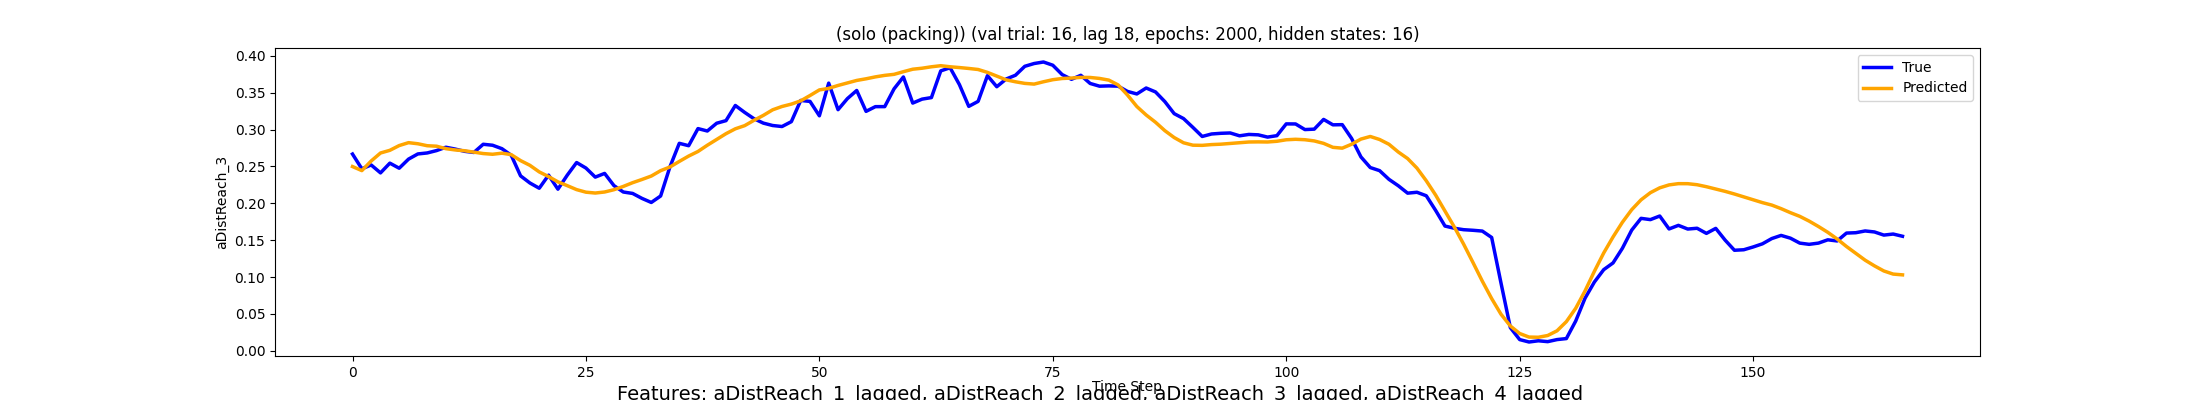 (solo (packing)) (val trial: 16, lag 18, epochs: 2000, hidden states: 16)
0.40
0.35
0.30
0.25
0.20
0.15
0.10
0.05
0.00
aDistReach_3
True
Predicted
0 25 50 75 100 125 150
Time Step
Features: aDistReach_1_lagged, aDistReach_2_lagged, aDistReach_3_lagged, aDistReach_4_lagged